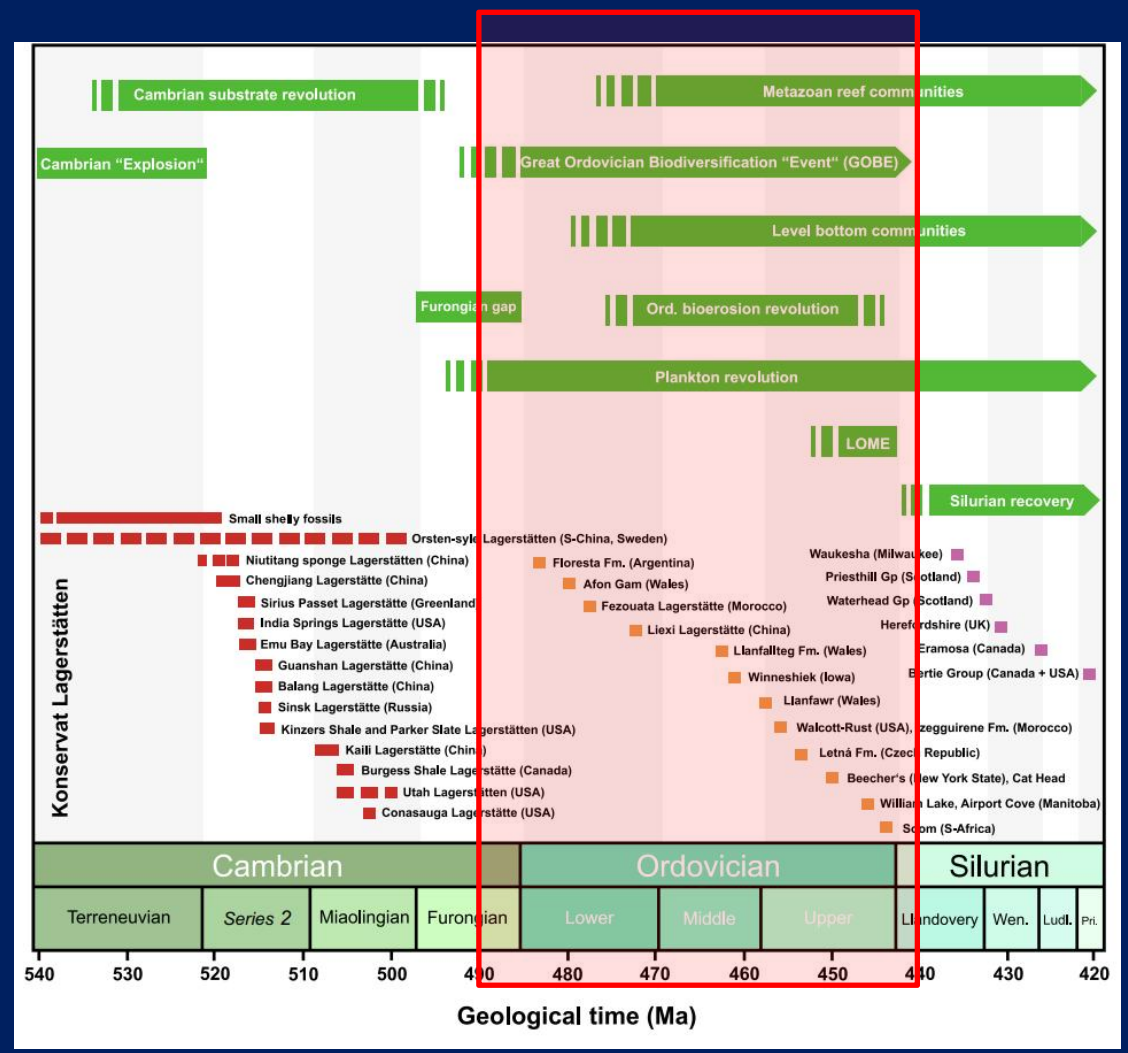 Cambrian substrate revolution
Metazoan reef communities
Cambrian "Explosion"
Great Ordovician Biodiversification "Event" (GOBE)
Level bottom communities
Furongian gap
Ord. bioerosion revolution
Plankton revolution
LOME
Silurian recovery
Konservat Lagerstätten
Small shelly fossils
Orsten-syle Lagerstätten (S-China, Sweden)
Niutitang sponge Lagerstätten (China)
Chengjiang Lagerstätte (China)
Sirius Passet Lagerstätte (Greenland)
India Springs Lagerstätte (USA)
Emu Bay Lagerstätte (Australia)
Guanshan Lagerstätte (China)
Balang Lagerstätte (China)
Sinsk Lagerstätte (Russia)
Kinzers Shale and Parker Slate Lagerstätten (USA)
Kaili Lagerstätte (China)
Burgess Shale Lagerstätte (Canada)
Utah Lagerstätten (USA)
Conasauga Lagerstätte (USA)
Floresta Fm. (Argentina)
Afon Gam (Wales)
Fezouata Lagerstätte (Morocco)
Liexi Lagerstätte (China)
Llanfallteg Fm. (Wales)
Winneshiek (Iowa)
Llanfawr (Wales)
Walcott-Rust (USA), Izegguirene Fm. (Morocco)
Letná Fm. (Czech Republic)
Beecher's (New York State), Cat Head
William Lake, Airport Cove (Manitoba)
Soom (S-Africa)
Waukesha (Milwaukee)
Priesthill Gp (Scotland)
Waterhead Gp (Scotland)
Herefordshire (UK)
Eramosa (Canada)
Bertie Group (Canada + USA)
Cambrian Ordovician Silurian
Terreneuvian Series 2 Miaolingian Furongian Lower Middle Upper Llandovery Wen. Ludl. Pri.
540 530 520 510 500 490 480 470 460 450 440 430 420
Geological time (Ma)